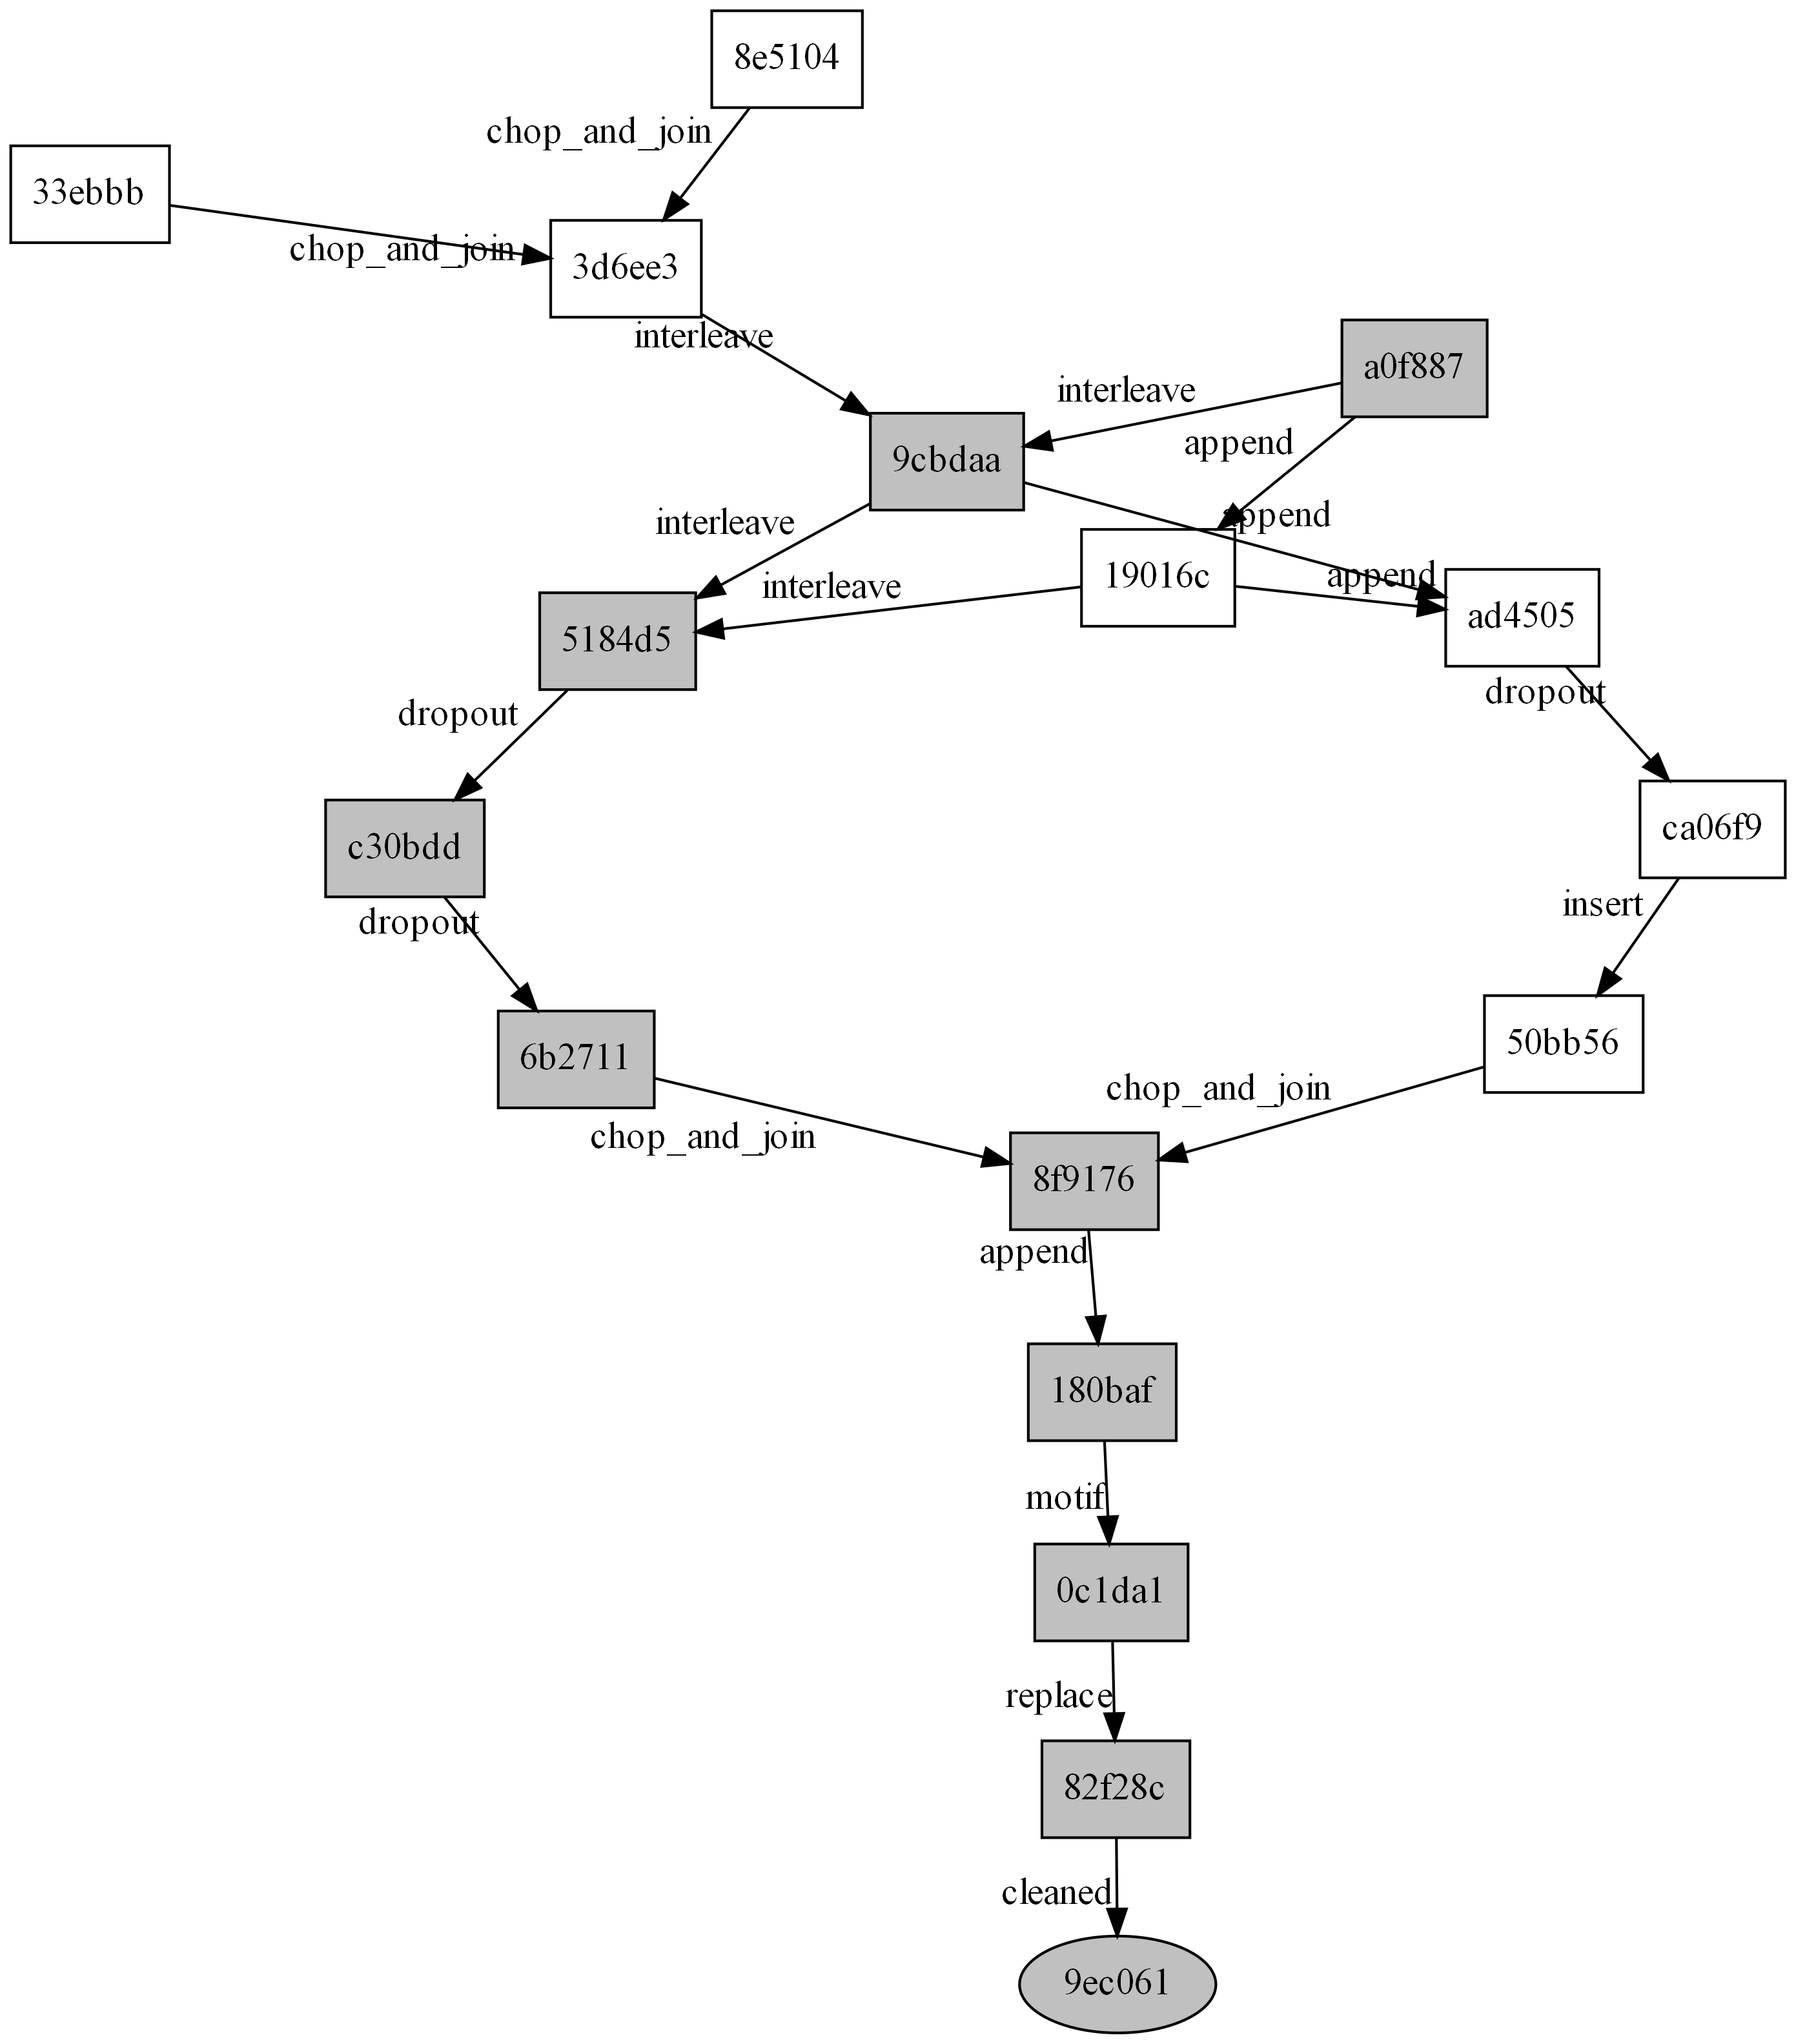 8e5104
chop_and_join
33ebbb
chop_and_join
3d6ee3
interleave
a0f887
interleave
append
9cbdaa
interleave
append
19016c
interleave
append
ad4505
5184d5
dropout
dropout
ca06f9
c30bdd
insert
dropout
6b2711
50bb56
chop_and_join
chop_and_join
8f9176
append
180baf
motif
0c1da1
replace
82f28c
cleaned
9ec061